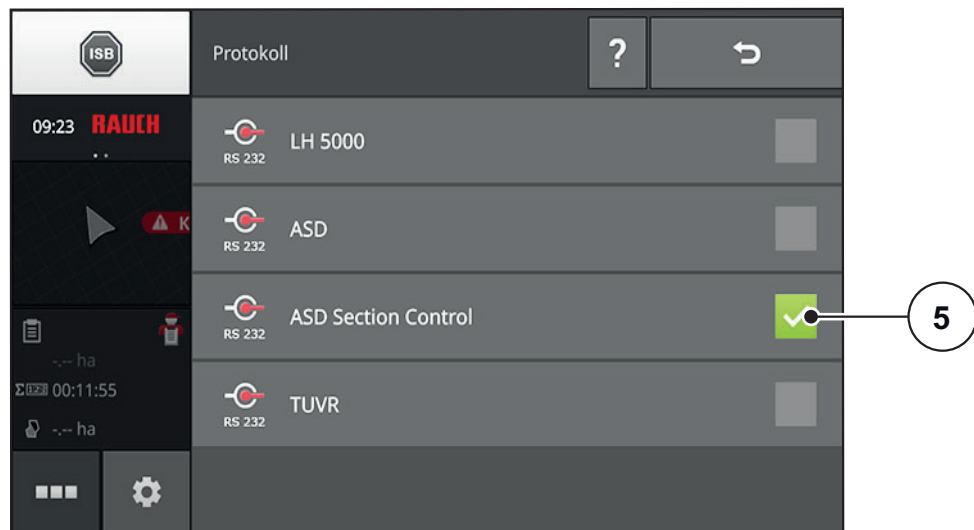 ISB
Protokoll
?
09:23 RAUCH
RS 232
LH 5000
K
RS 232
ASD
RS 232
ASD Section Control
5
-.-- ha
Σ 123 00:11:55
-.-- ha
RS 232
TUVR